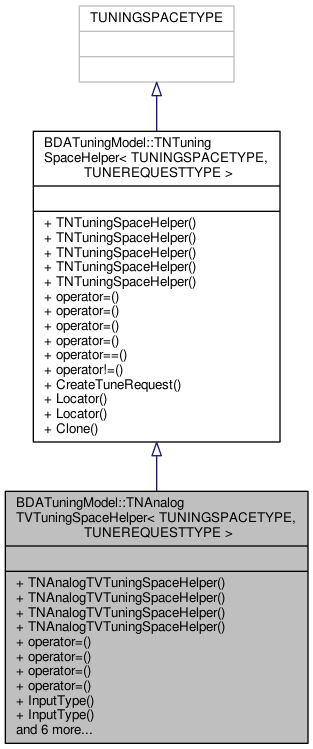 TUNINGSPACETYPE
BDATuningModel::TNTuning
SpaceHelper< TUNINGSPACETYPE,
TUNEREQUESTTYPE >
+ TNTuningSpaceHelper()
+ TNTuningSpaceHelper()
+ TNTuningSpaceHelper()
+ TNTuningSpaceHelper()
+ TNTuningSpaceHelper()
+ operator=()
+ operator=()
+ operator=()
+ operator=()
+ operator==()
+ operator!=()
+ CreateTuneRequest()
+ Locator()
+ Locator()
+ Clone()
BDATuningModel::TNAnalog
TVTuningSpaceHelper< TUNINGSPACETYPE,
TUNEREQUESTTYPE >
+ TNAnalogTVTuningSpaceHelper()
+ TNAnalogTVTuningSpaceHelper()
+ TNAnalogTVTuningSpaceHelper()
+ TNAnalogTVTuningSpaceHelper()
+ operator=()
+ operator=()
+ operator=()
+ operator=()
+ InputType()
+ InputType()
and 6 more...